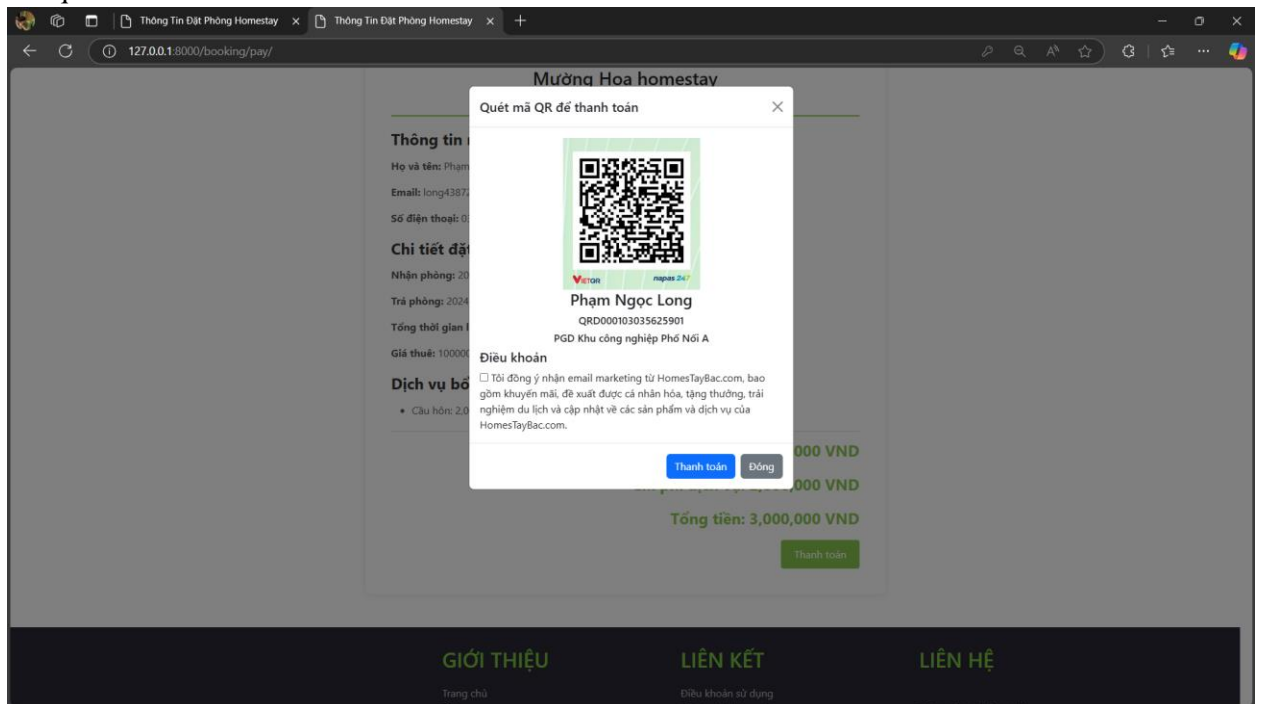 Thông Tin Đặt Phòng Homestay
Thông Tin Đặt Phòng Homestay
127.0.0.1:8000/booking/pay/
Mường Hoa homestay
Quét mã QR để thanh toán
Thông tin
Họ và tên: Phạm
Email: long4387
Số điện thoại: 0
Chi tiết đặt
Nhận phòng: 20
Trả phòng: 2024
Tổng thời gian
Giá thuê: 10000
Dịch vụ bổ
Cầu hôn: 2,0
VIETQR
napas 247
Phạm Ngọc Long
QRD000103035625901
PGD Khu công nghiệp Phố Nối A
Điều khoản
Tôi đồng ý nhận email marketing từ HomesTayBac.com, bao
gồm khuyến mãi, đề xuất được cá nhân hóa, tặng thưởng, trải
nghiệm du lịch và cập nhật về các sản phẩm và dịch vụ của
HomesTayBac.com.
Thanh toán
Đóng
000 VND
000 VND
Tổng tiền: 3,000,000 VND
Thanh toán
GIỚI THIỆU
LIÊN KẾT
LIÊN HỆ
Trang chủ
Điều khoản sử dụng